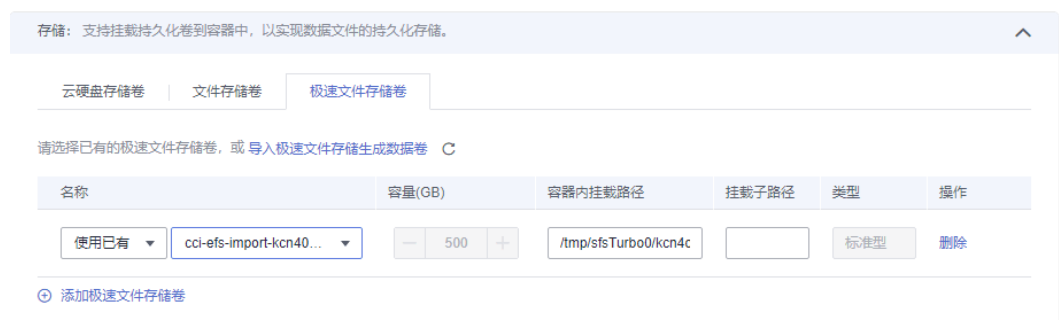 存储： 支持挂载持久化卷到容器中，以实现数据文件的持久化存储。
云硬盘存储卷 文件存储卷 极速文件存储卷
请选择已有的极速文件存储卷，或 导入极速文件存储生成数据卷
名称 容量(GB) 容器内挂载路径 挂载子路径 类型 操作
使用已有 cci-efs-import-kcn40... 500 /tmp/sfsTurbo0/kcn4c 标准型 删除
添加极速文件存储卷